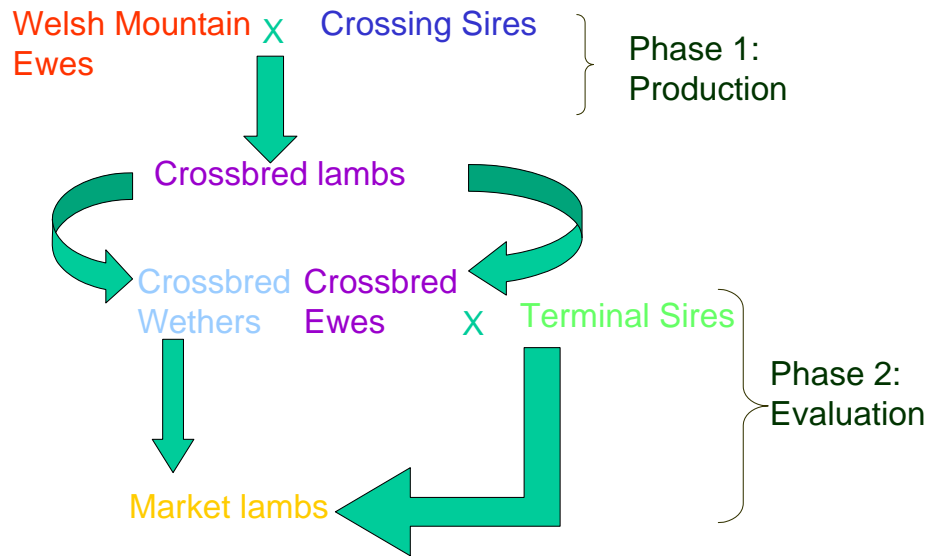 Welsh Mountain
Ewes
X
Crossing Sires
Phase 1:
Production
Crossbred lambs
Crossbred
Wethers
Crossbred
Ewes
X
Terminal Sires
Phase 2:
Evaluation
Market lambs